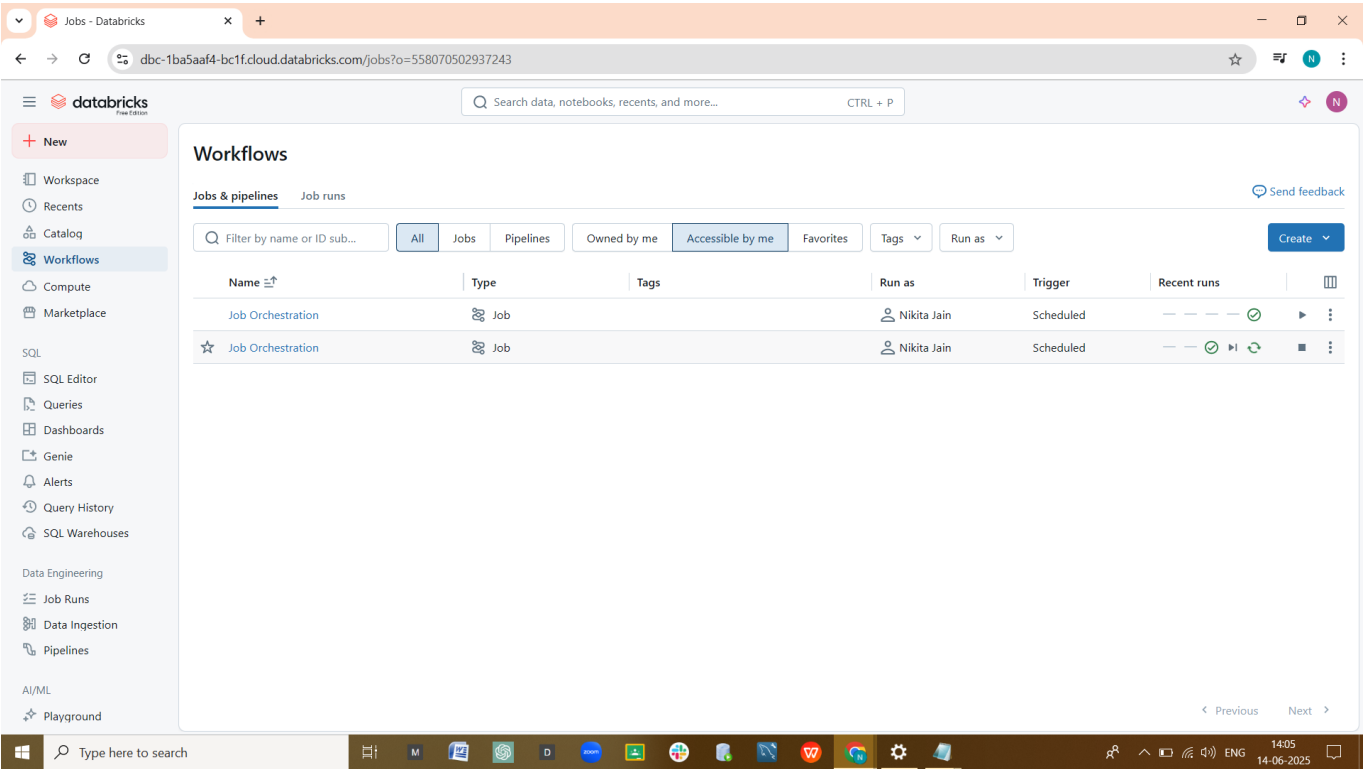 Jobs - Databricks
dbc-1ba5aaf4-bc1f.cloud.databricks.com/jobs?o=558070502937243
N
databricks
Free Edition
Search data, notebooks, recents, and more... CTRL + P
N
New
Workspace
Recents
Catalog
Workflows
Compute
Marketplace
SQL
SQL Editor
Queries
Dashboards
Genie
Alerts
Query History
SQL Warehouses
Data Engineering
Job Runs
Data Ingestion
Pipelines
AI/ML
Playground
Workflows
Jobs & pipelines Job runs
Send feedback
Filter by name or ID sub... All Jobs Pipelines Owned by me Accessible by me Favorites Tags Run as Create
Name Type Tags Run as Trigger Recent runs
Job Orchestration Job Nikita Jain Scheduled
Job Orchestration Job Nikita Jain Scheduled
Previous Next
Type here to search
M
W
D
zoom
W
N
ENG
14:05
14-06-2025